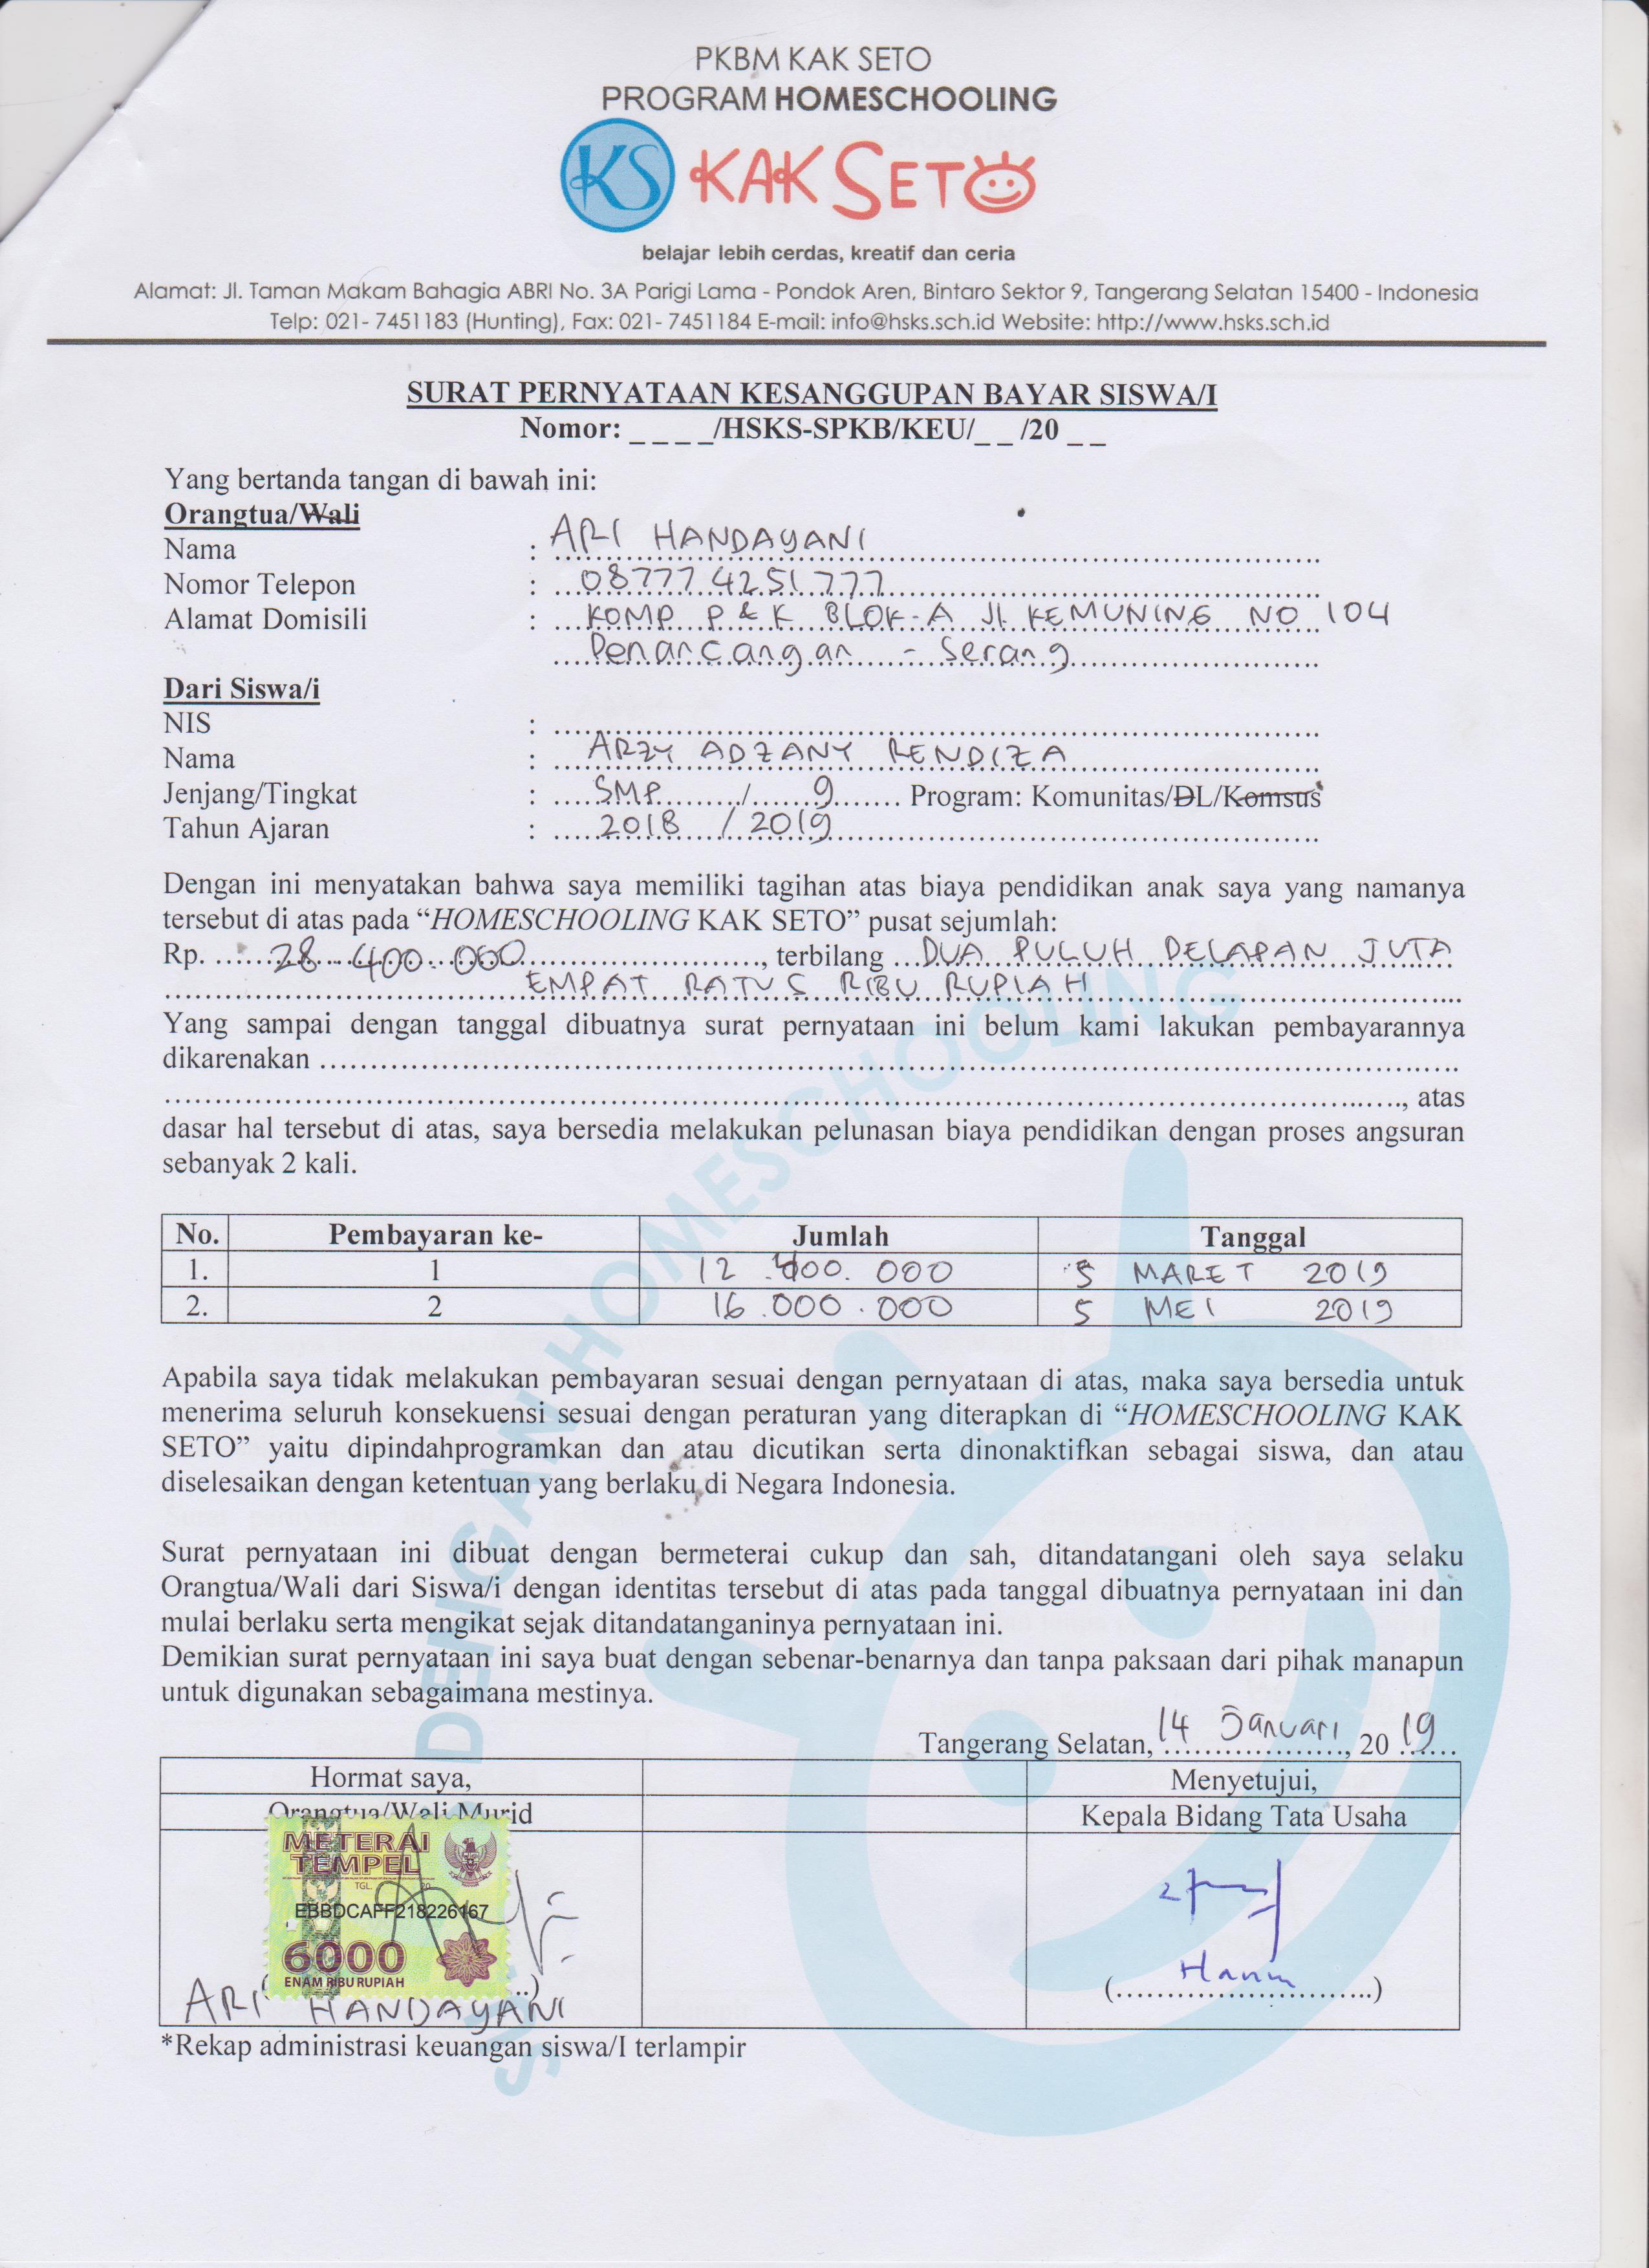 PKBM KAK SETO
PROGRAM HOMESCHOOLING
KS KAK SETO
belajar lebih cerdas, kreatif dan ceria
Alamat: Jl. Taman Makam Bahagia ABRI No. 3A Parigi Lama - Pondok Aren, Bintaro Sektor 9, Tangerang Selatan 15400 - Indonesia
Telp: 021- 7451183 (Hunting), Fax: 021- 7451184 E-mail: info@hsks.sch.id Website: http://www.hsks.sch.id
SURAT PERNYATAAN KESANGGUPAN BAYAR SISWA/I
Nomor: _ _ _ _/HSKS-SPKB/KEU/_ _ /20 _ _
Yang bertanda tangan di bawah ini:
Orangtua/Wali
Nama : ARI HANDAYANI
Nomor Telepon : 087774251777
Alamat Domisili : KOMP P & K BLOK-A Jl. KEMUNING NO 104
Penancangan - Serang
Dari Siswa/i
NIS :
Nama : ARZY ADZANY RENDIZA
Jenjang/Tingkat : SMP / 9 Program: Komunitas/DL/Komsus
Tahun Ajaran : 2018 / 2019
Dengan ini menyatakan bahwa saya memiliki tagihan atas biaya pendidikan anak saya yang namanya
tersebut di atas pada “HOMESCHOOLING KAK SETO” pusat sejumlah:
Rp. 28.400.000, terbilang DUA PULUH DELAPAN JUTA
EMPAT RATUS RIBU RUPIAH
Yang sampai dengan tanggal dibuatnya surat pernyataan ini belum kami lakukan pembayarannya
dikarenakan
, atas
dasar hal tersebut di atas, saya bersedia melakukan pelunasan biaya pendidikan dengan proses angsuran
sebanyak 2 kali.
No. Pembayaran ke- Jumlah Tanggal
1. 1 12.400.000 5 MARET 2019
2. 2 16.000.000 5 MEI 2019
Apabila saya tidak melakukan pembayaran sesuai dengan pernyataan di atas, maka saya bersedia untuk
menerima seluruh konsekuensi sesuai dengan peraturan yang diterapkan di “HOMESCHOOLING KAK
SETO” yaitu dipindahprogramkan dan atau dicutikan serta dinonaktifkan sebagai siswa, dan atau
diselesaikan dengan ketentuan yang berlaku di Negara Indonesia.
Surat pernyataan ini dibuat dengan bermeterai cukup dan sah, ditandatangani oleh saya selaku
Orangtua/Wali dari Siswa/i dengan identitas tersebut di atas pada tanggal dibuatnya pernyataan ini dan
mulai berlaku serta mengikat sejak ditandatanganinya pernyataan ini.
Demikian surat pernyataan ini saya buat dengan sebenar-benarnya dan tanpa paksaan dari pihak manapun
untuk digunakan sebagaimana mestinya.
Tangerang Selatan, 14 Januari, 2019
Hormat saya, Menyetujui,
Orangtua/Wali Murid Kepala Bidang Tata Usaha
METERAI
TEMPEL
TGL. 20
EBBDCAFF218226167
6000
ENAM RIBU RUPIAH
ARI HANDAYANI
*Rekap administrasi keuangan siswa/I terlampir
DENGAN HOMESCHOOLING